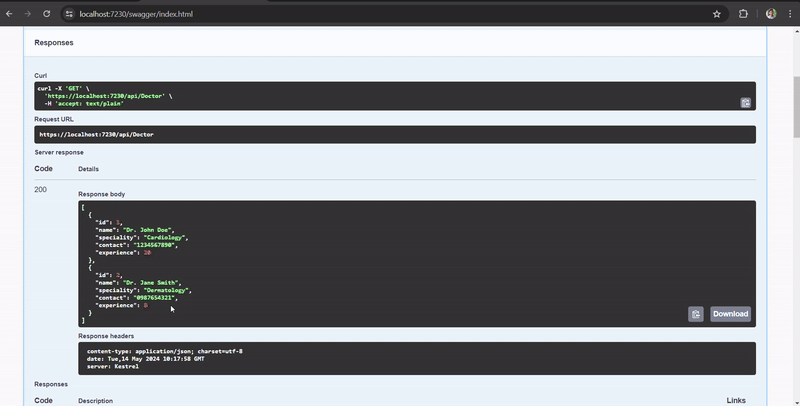 localhost:7230/swagger/index.html
Responses
Curl
curl -X 'GET' \
'https://localhost:7230/api/Doctor' \
-H 'accept: text/plain'
Request URL
https://localhost:7230/api/Doctor
Server response
Code Details
200
Response body
[
{
"id": 1,
"name": "Dr. John Doe",
"speciality": "Cardiology",
"contact": "1234567890",
"experience": 10
},
{
"id": 2,
"name": "Dr. Jane Smith",
"speciality": "Dermatology",
"contact": "0987654321",
"experience": 8
}
]
Download
Response headers
content-type: application/json; charset=utf-8
date: Tue,14 May 2024 10:17:58 GMT
server: Kestrel
Responses
Code Description Links